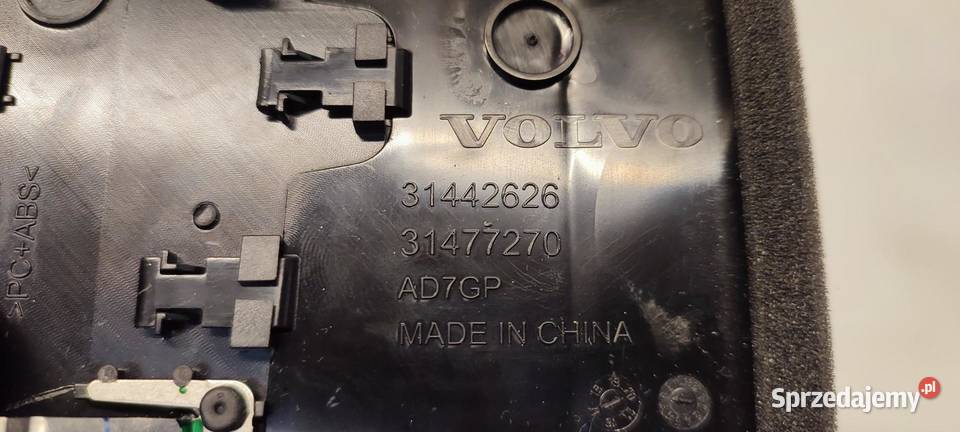 VOLVO
31442626
31477270
AD7GP
MADE IN CHINA
>PC+ABS<
Sprzedajemy.pl